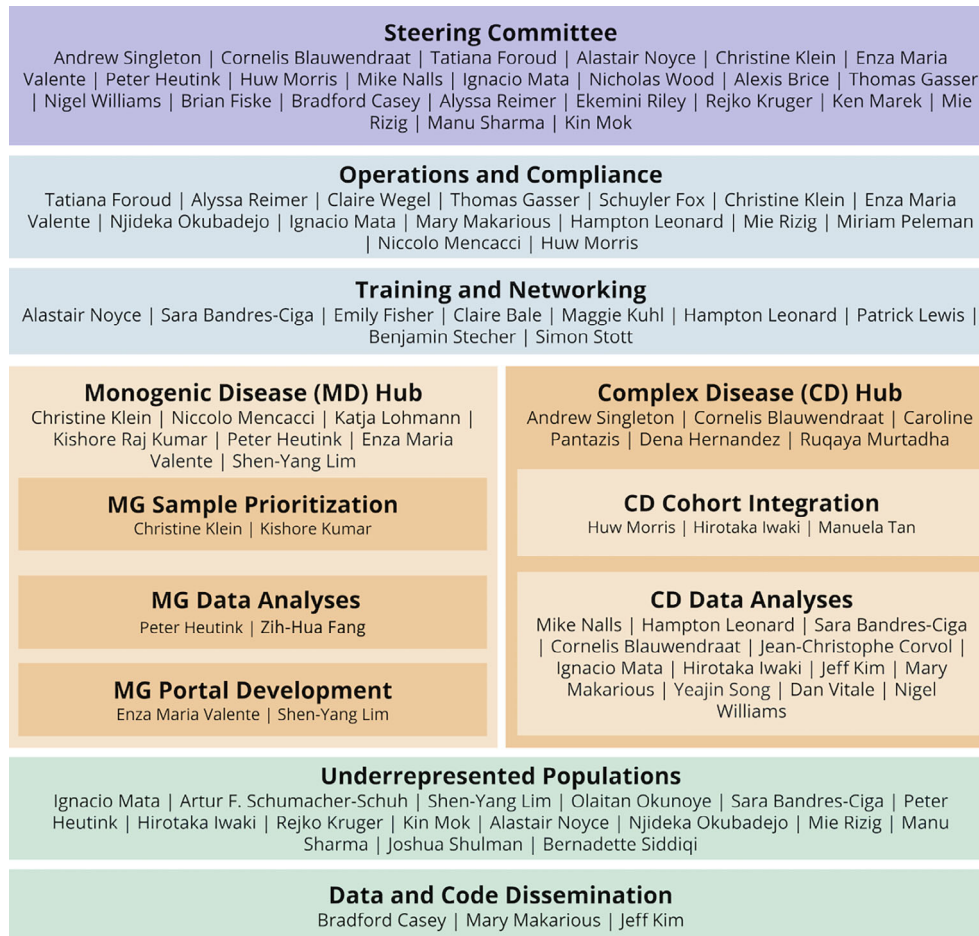 Steering Committee
Andrew Singleton | Cornelis Blauwendraat | Tatiana Foroud | Alastair Noyce | Christine Klein | Enza Maria
Valente | Peter Heutink | Huw Morris | Mike Nalls | Ignacio Mata | Nicholas Wood | Alexis Brice | Thomas Gasser
| Nigel Williams | Brian Fiske | Bradford Casey | Alyssa Reimer | Ekemini Riley | Rejko Kruger | Ken Marek | Mie
Rizig | Manu Sharma | Kin Mok
Operations and Compliance
Tatiana Foroud | Alyssa Reimer | Claire Wegel | Thomas Gasser | Schuyler Fox | Christine Klein | Enza Maria
Valente | Njideka Okubadejo | Ignacio Mata | Mary Makarious | Hampton Leonard | Mie Rizig | Miriam Peleman
| Niccolo Mencacci | Huw Morris
Training and Networking
Alastair Noyce | Sara Bandres-Ciga | Emily Fisher | Claire Bale | Maggie Kuhl | Hampton Leonard | Patrick Lewis |
Benjamin Stecher | Simon Stott
Monogenic Disease (MD) Hub
Christine Klein | Niccolo Mencacci | Katja Lohmann |
Kishore Raj Kumar | Peter Heutink | Enza Maria
Valente | Shen-Yang Lim
MG Sample Prioritization
Christine Klein | Kishore Kumar
MG Data Analyses
Peter Heutink | Zih-Hua Fang
MG Portal Development
Enza Maria Valente | Shen-Yang Lim
Complex Disease (CD) Hub
Andrew Singleton | Cornelis Blauwendraat | Caroline
Pantazis | Dena Hernandez | Ruqaya Murtadha
CD Cohort Integration
Huw Morris | Hirotaka Iwaki | Manuela Tan
CD Data Analyses
Mike Nalls | Hampton Leonard | Sara Bandres-Ciga
| Cornelis Blauwendraat | Jean-Christophe Corvol |
Ignacio Mata | Hirotaka Iwaki | Jeff Kim | Mary
Makarious | Yeajin Song | Dan Vitale | Nigel
Williams
Underrepresented Populations
Ignacio Mata | Artur F. Schumacher-Schuh | Shen-Yang Lim | Olaitan Okunoye | Sara Bandres-Ciga | Peter
Heutink | Hirotaka Iwaki | Rejko Kruger | Kin Mok | Alastair Noyce | Njideka Okubadejo | Mie Rizig | Manu
Sharma | Joshua Shulman | Bernadette Siddiqi
Data and Code Dissemination
Bradford Casey | Mary Makarious | Jeff Kim